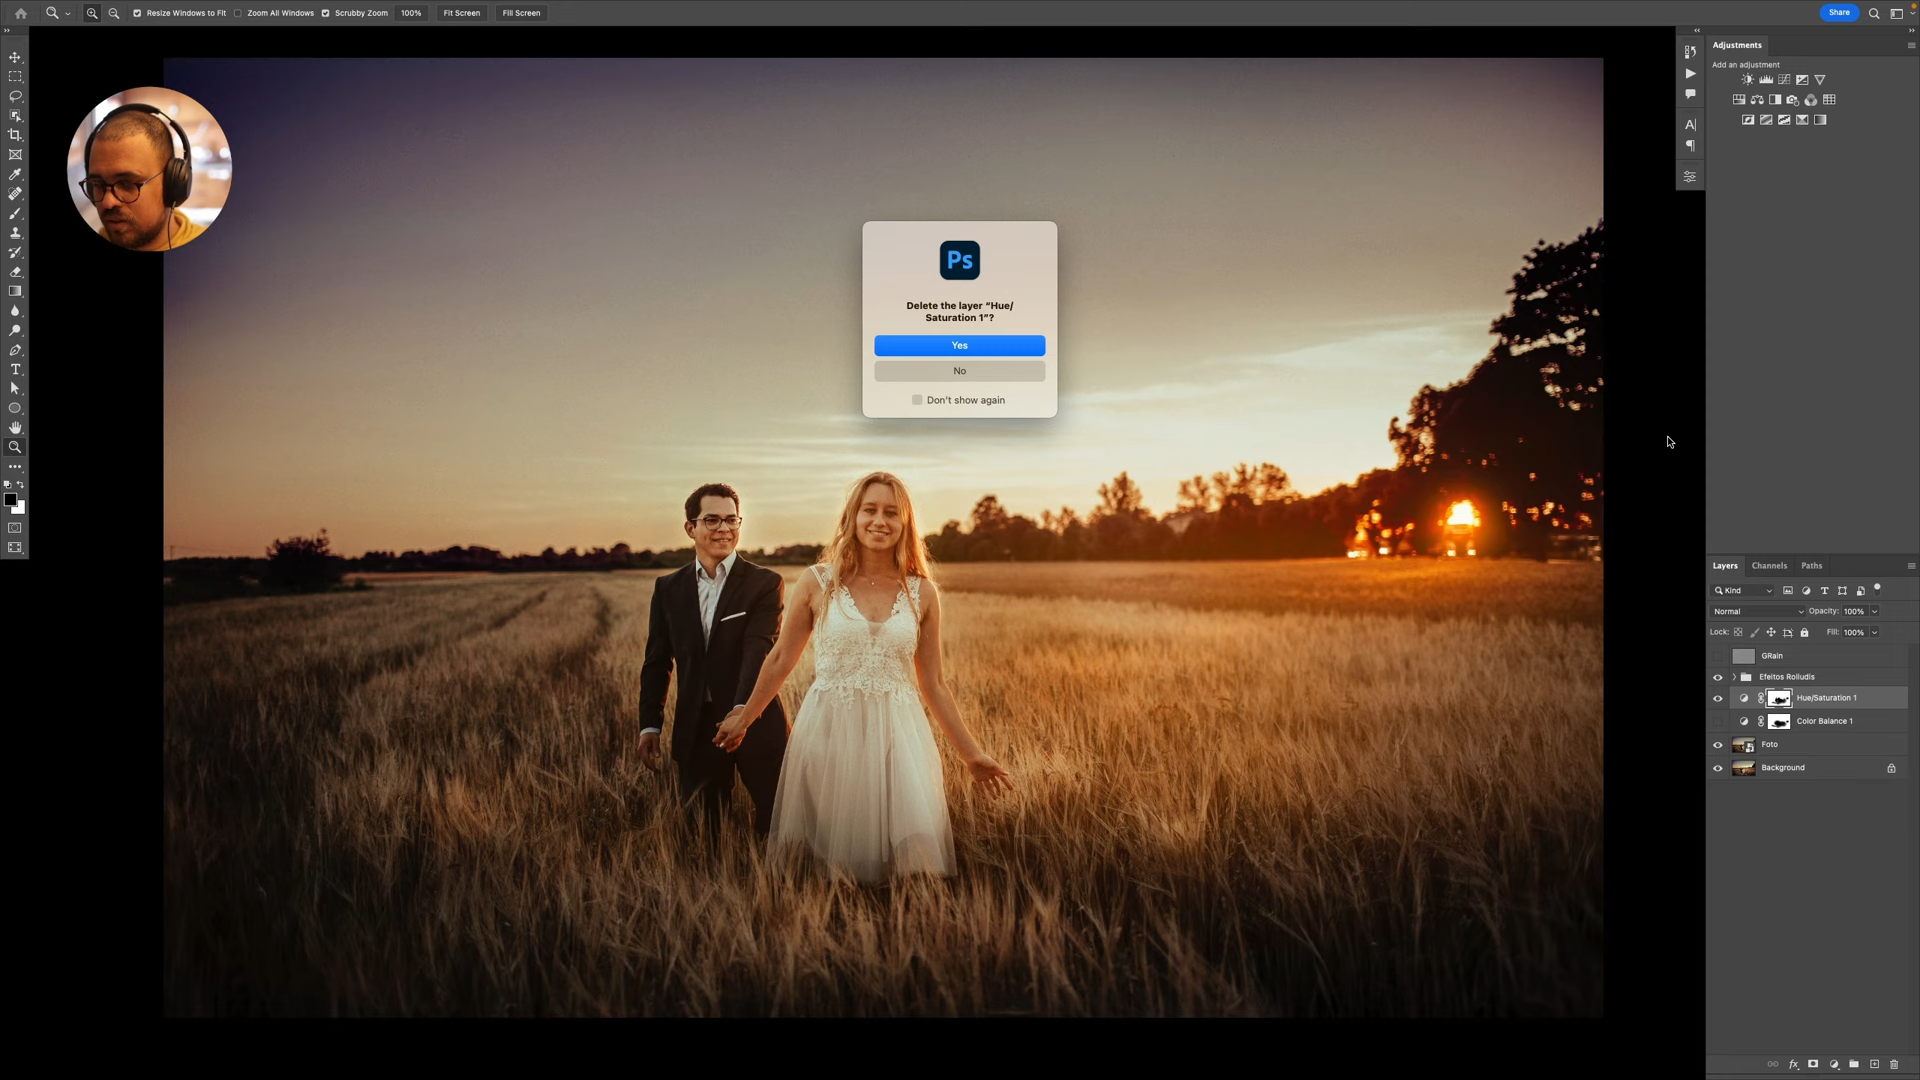 Resize Windows to Fit Zoom All Windows Scrubby Zoom 100% Fit Screen Fill Screen Share
Adjustments
Add an adjustment
Ps
Delete the layer “Hue/
Saturation 1”?
Yes
No
Don't show again
Layers Channels Paths
Kind
Normal Opacity: 100%
Lock: Fill: 100%
GRain
Efeitos Rolludis
Hue/Saturation 1
Color Balance 1
Foto
Background